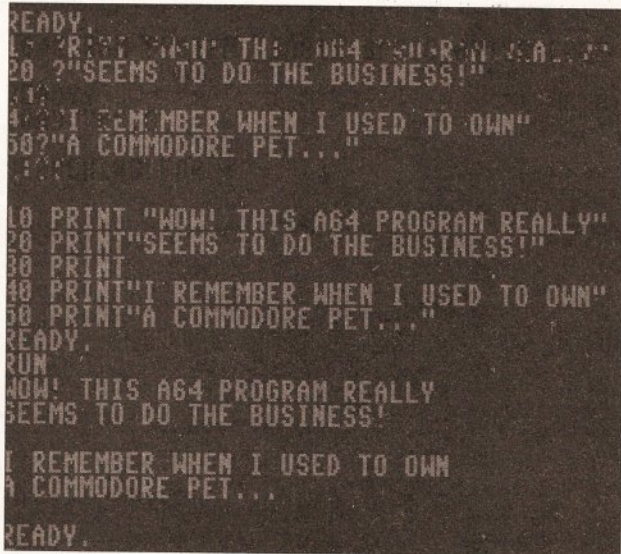 READY.
TH
20 ?"SEEMS TO DO THE BUSINESS!"
WHEN I USED TO OWN"
50?"A COMMODORE PET..."
10 PRINT "WOW! THIS A64 PROGRAM REALLY"
20 PRINT"SEEMS TO DO THE BUSINESS!"
30 PRINT
40 PRINT"I REMEMBER WHEN I USED TO OWN"
50 PRINT"A COMMODORE PET..."
READY.
RUN
WOW! THIS A64 PROGRAM REALLY
SEEMS TO DO THE BUSINESS!
I REMEMBER WHEN I USED TO OWN
A COMMODORE PET...
READY.